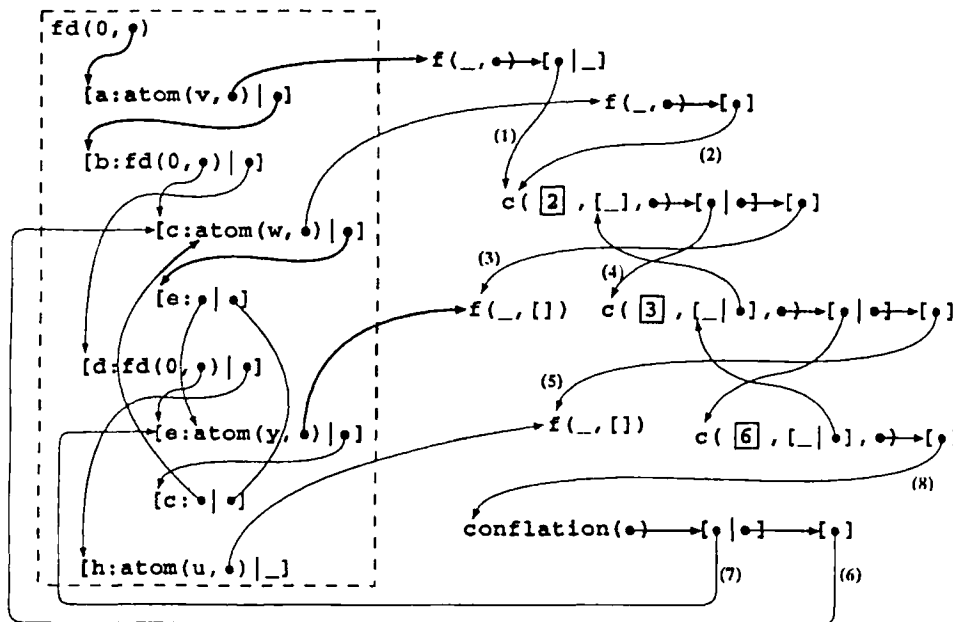 fd(0, )
f(_, ) [ |_]
[a:atom(v, )| ]
f(_, ) [ ]
(1)
(2)
[b:fd(0, )| ]
c( 2 ,[_], ) [ | ] [ ]
[c:atom(w, )| ]
(3)
(4)
[e: | ]
f(_,[]) c( 3 ,[_| ], ) [ | ] [ ]
[d:fd(0, )| ]
(5)
[e:atom(y, )| ]
f(_,[])
c( 6 ,[_| ], ) [ ]
(8)
[c: | ]
conflation( ) [ | ] [ ]
[h:atom(u, )|_]
(7)
(6)